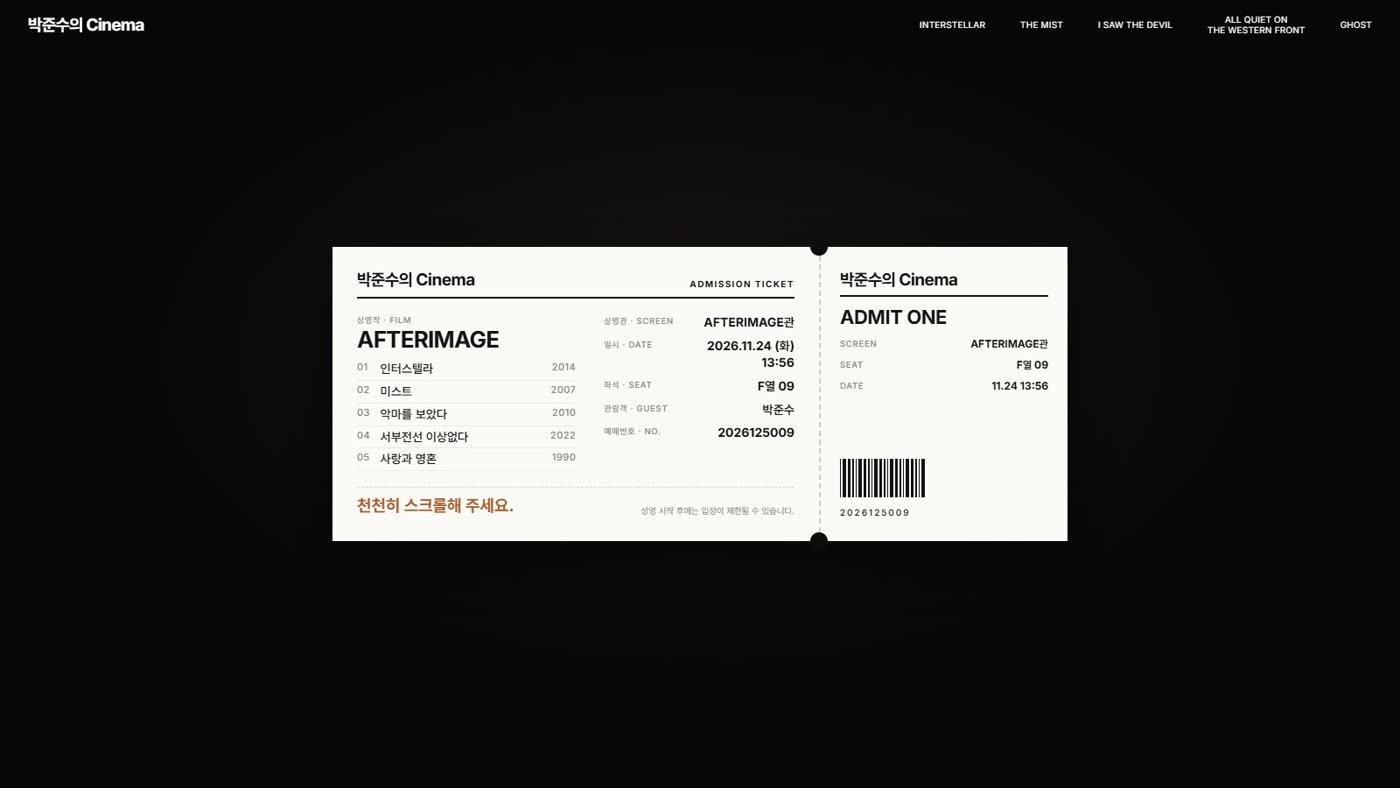 박준수의 Cinema
INTERSTELLAR
THE MIST
I SAW THE DEVIL
ALL QUIET ON
THE WESTERN FRONT
GHOST
박준수의 Cinema
ADMISSION TICKET
상영작 · FILM
AFTERIMAGE
01 인터스텔라 2014
02 미스트 2007
03 악마를 보았다 2010
04 서부전선 이상없다 2022
05 사랑과 영혼 1990
상영관 · SCREEN AFTERIMAGE관
일시 · DATE 2026.11.24 (화)
13:56
좌석 · SEAT F열 09
관람객 · GUEST 박준수
예매번호 · NO. 2026125009
천천히 스크롤해 주세요.
상영 시작 후에는 입장이 제한될 수 있습니다.
박준수의 Cinema
ADMIT ONE
SCREEN AFTERIMAGE관
SEAT F열 09
DATE 11.24 13:56
2026125009